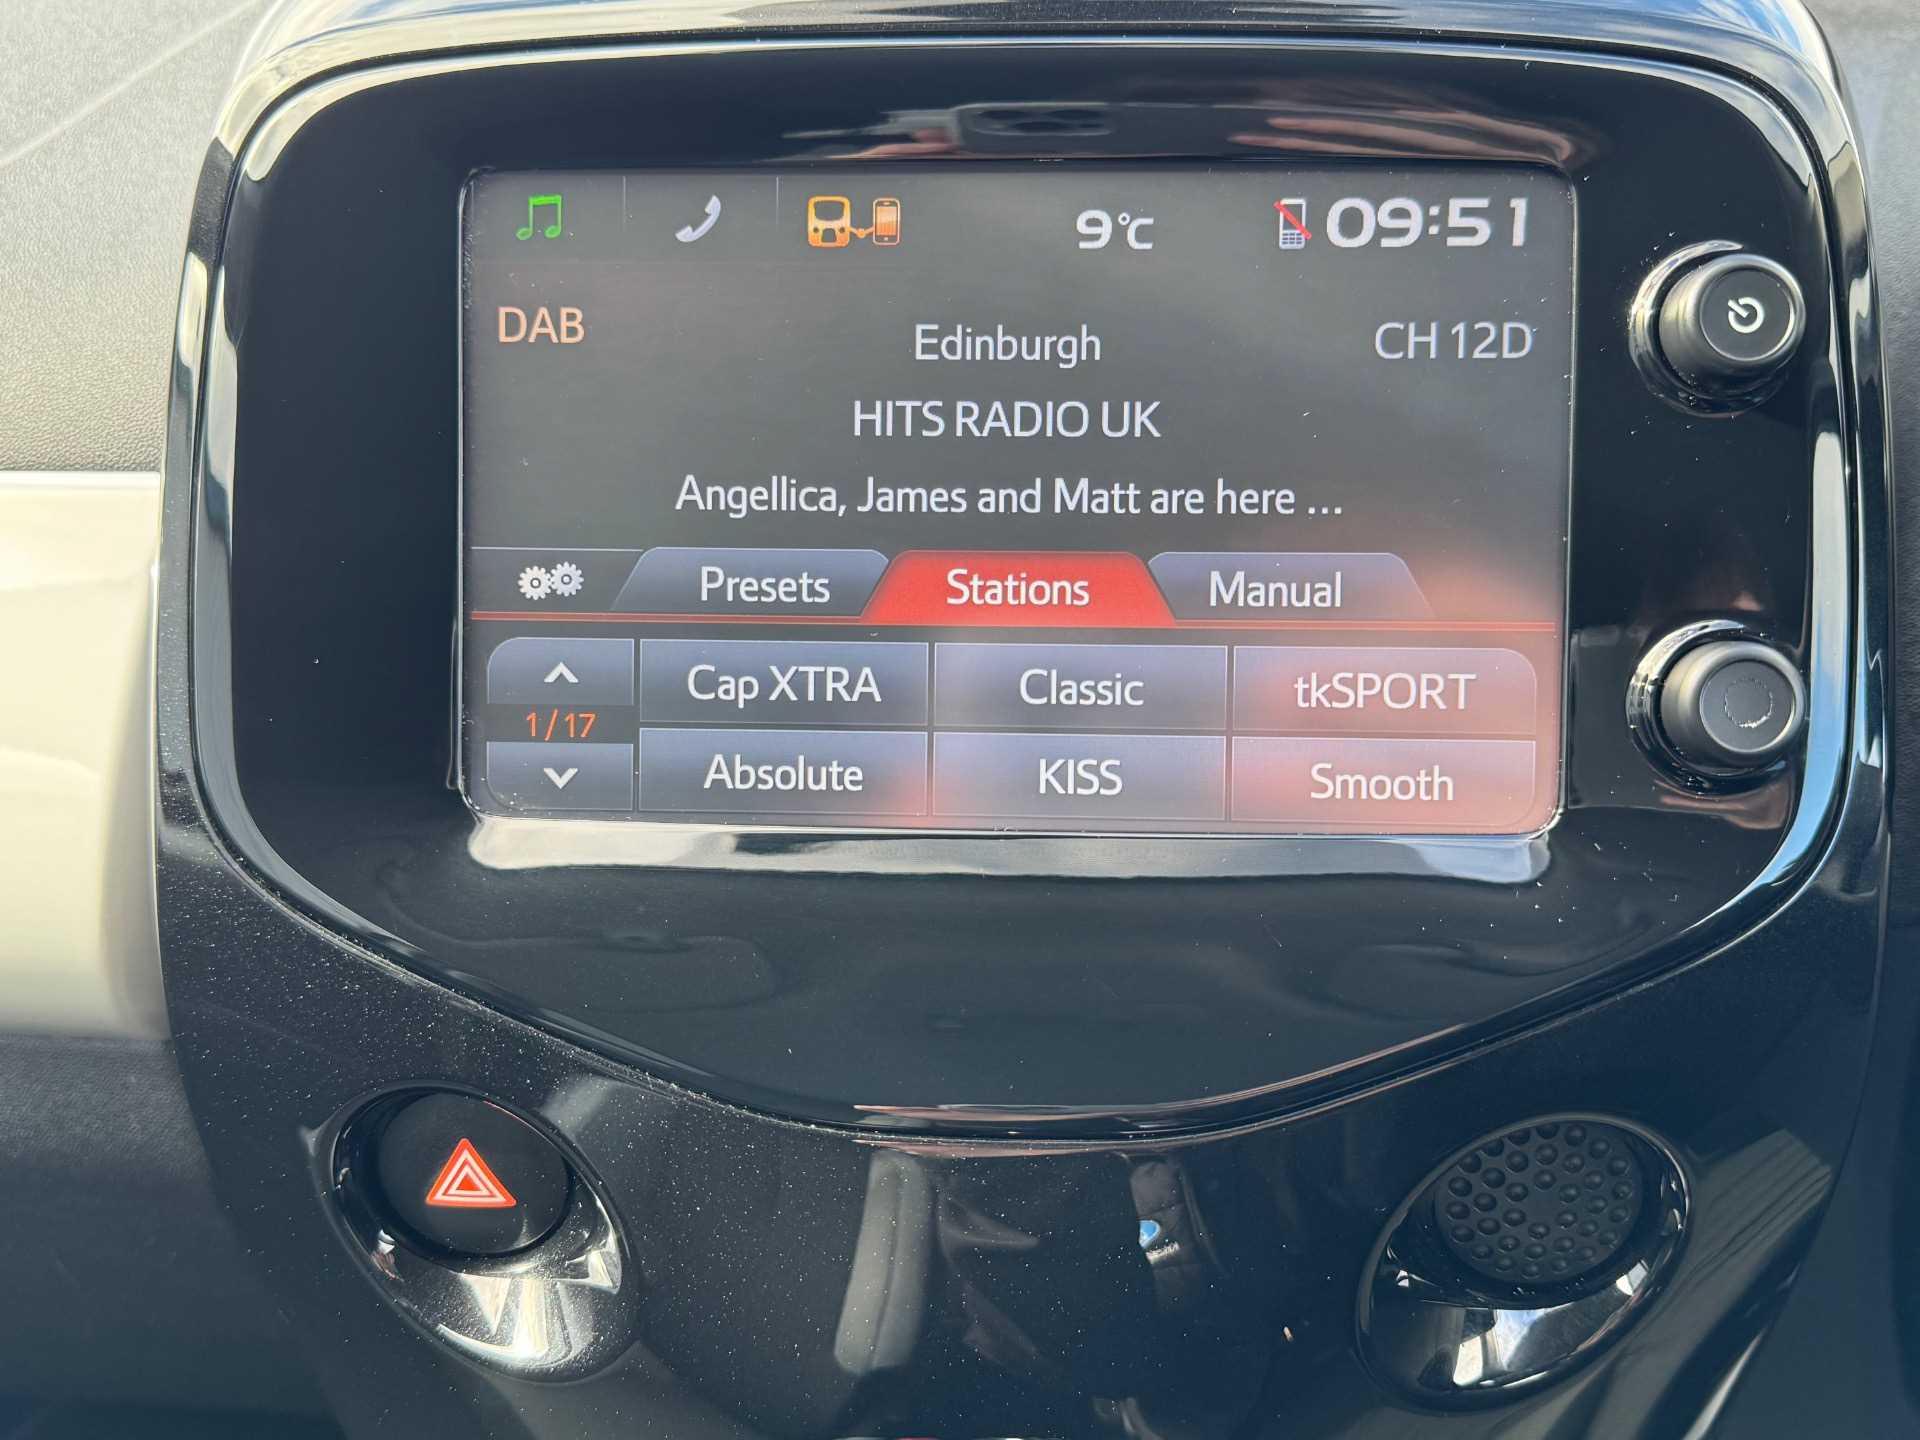 9°C
09:51
DAB
Edinburgh
CH 12D
HITS RADIO UK
Angellica, James and Matt are here ...
Presets
Stations
Manual
1/17
Cap XTRA
Classic
tkSPORT
Absolute
KISS
Smooth